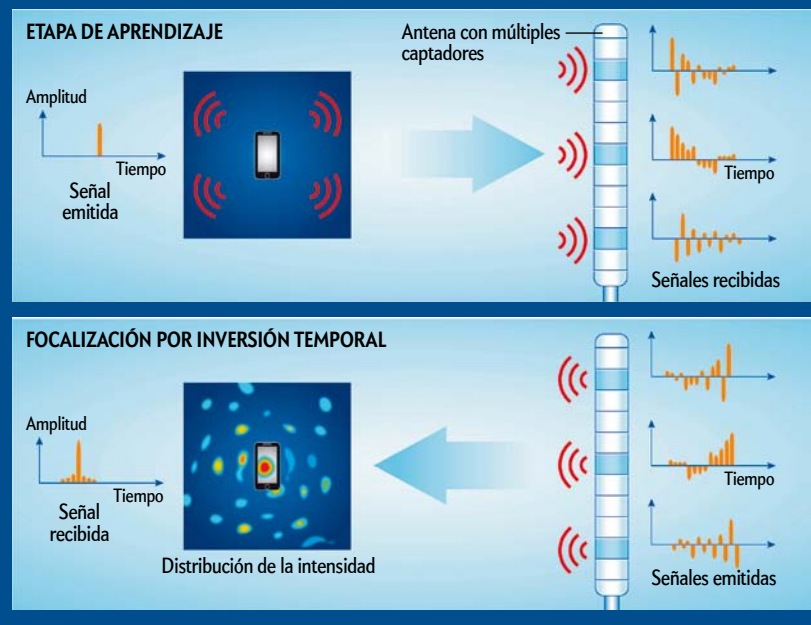 ETAPA DE APRENDIZAJE
Antena con múltiples
captadores
Amplitud
Tiempo
Señal
emitida
Tiempo
Señales recibidas
FOCALIZACIÓN POR INVERSIÓN TEMPORAL
Amplitud
Tiempo
Señal
recibida
Distribución de la intensidad
Tiempo
Señales emitidas